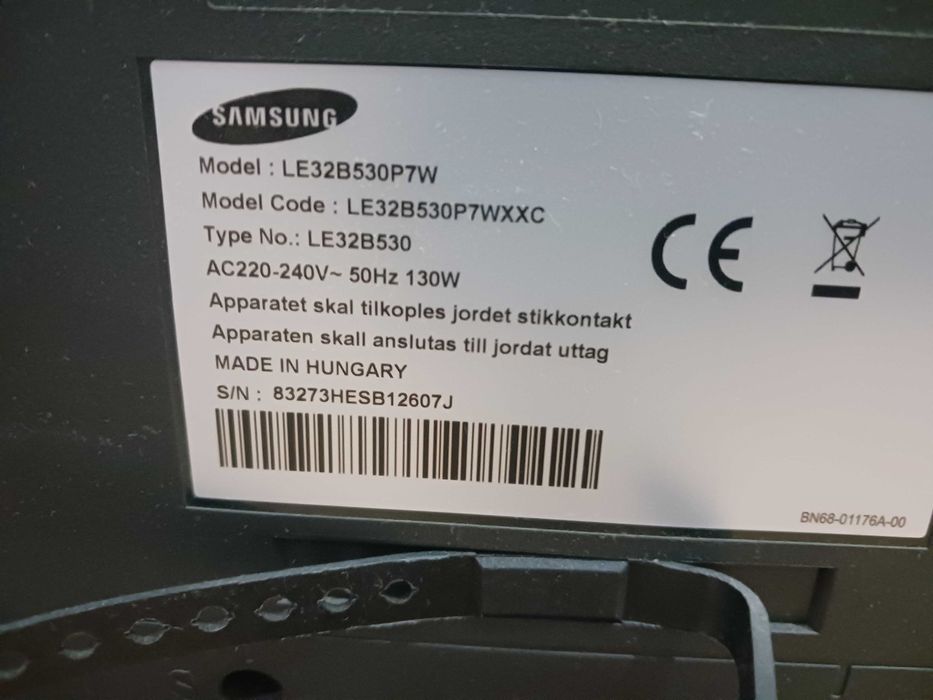 SAMSUNG
Model : LE32B530P7W
Model Code : LE32B530P7WXXC
Type No.: LE32B530
AC220-240V~ 50Hz 130W
Apparatet skal tilkoples jordet stikkontakt
Apparaten skall anslutas till jordat uttag
MADE IN HUNGARY
S/N : 83273HESB12607J
CE
BN68-01176A-00